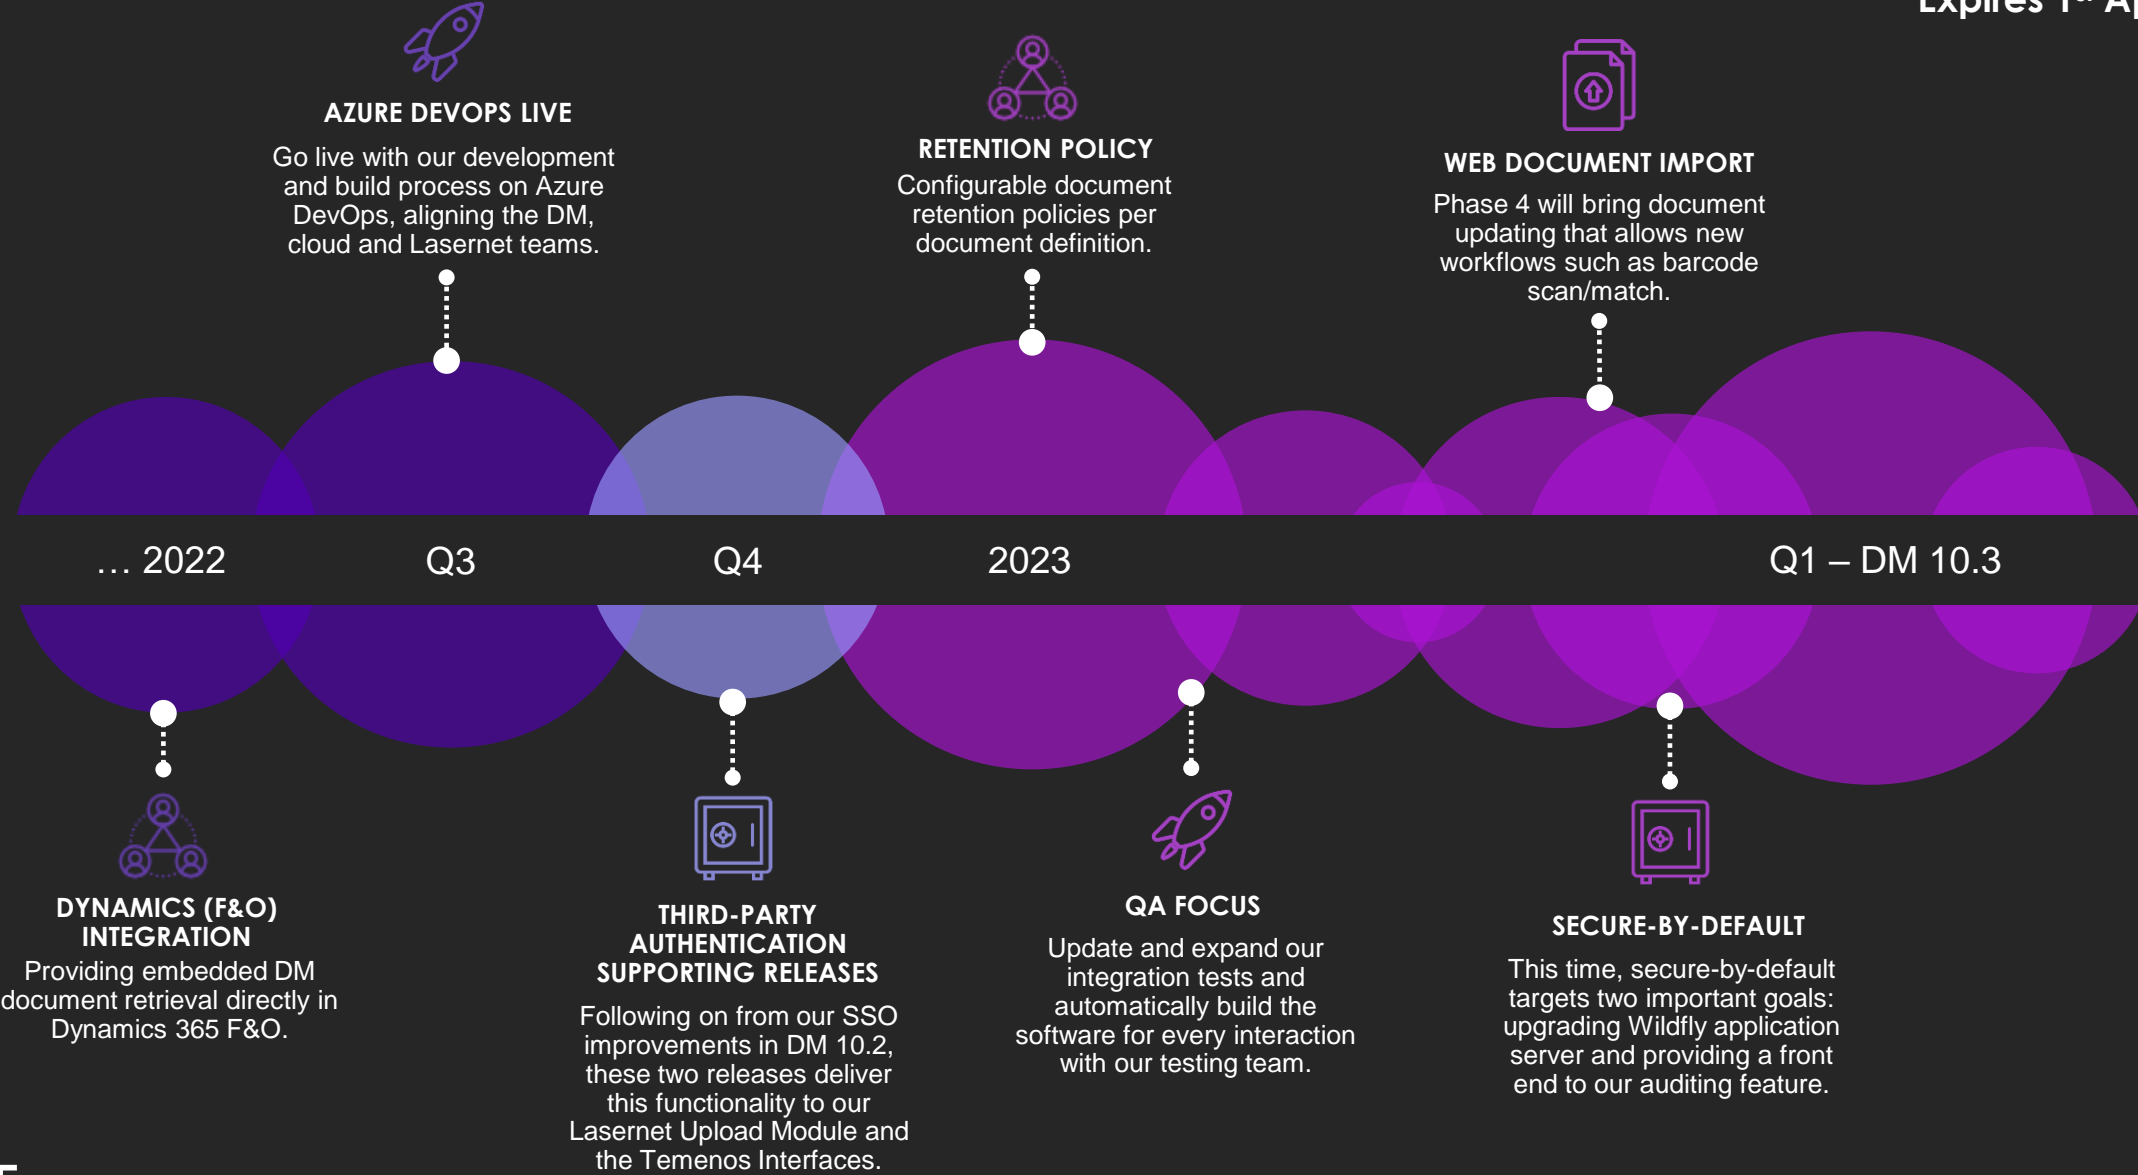 Expires 1st
AZURE DEVOPS LIVE
Go live with our development
and build process on Azure
DevOps, aligning the DM,
cloud and Lasernet teams.
RETENTION POLICY
Configurable document
retention policies per
document definition.
WEB DOCUMENT IMPORT
Phase 4 will bring document
updating that allows new
workflows such as barcode
scan/match.
… 2022
Q3
Q4
2023
Q1 – DM 10.3
DYNAMICS (F&O)
INTEGRATION
Providing embedded DM
document retrieval directly in
Dynamics 365 F&O.
THIRD-PARTY
AUTHENTICATION
SUPPORTING RELEASES
Following on from our SSO
improvements in DM 10.2,
these two releases deliver
this functionality to our
Lasernet Upload Module and
the Temenos Interfaces.
QA FOCUS
Update and expand our
integration tests and
automatically build the
software for every interaction
with our testing team.
SECURE-BY-DEFAULT
This time, secure-by-default
targets two important goals:
upgrading Wildfly application
server and providing a front
end to our auditing feature.